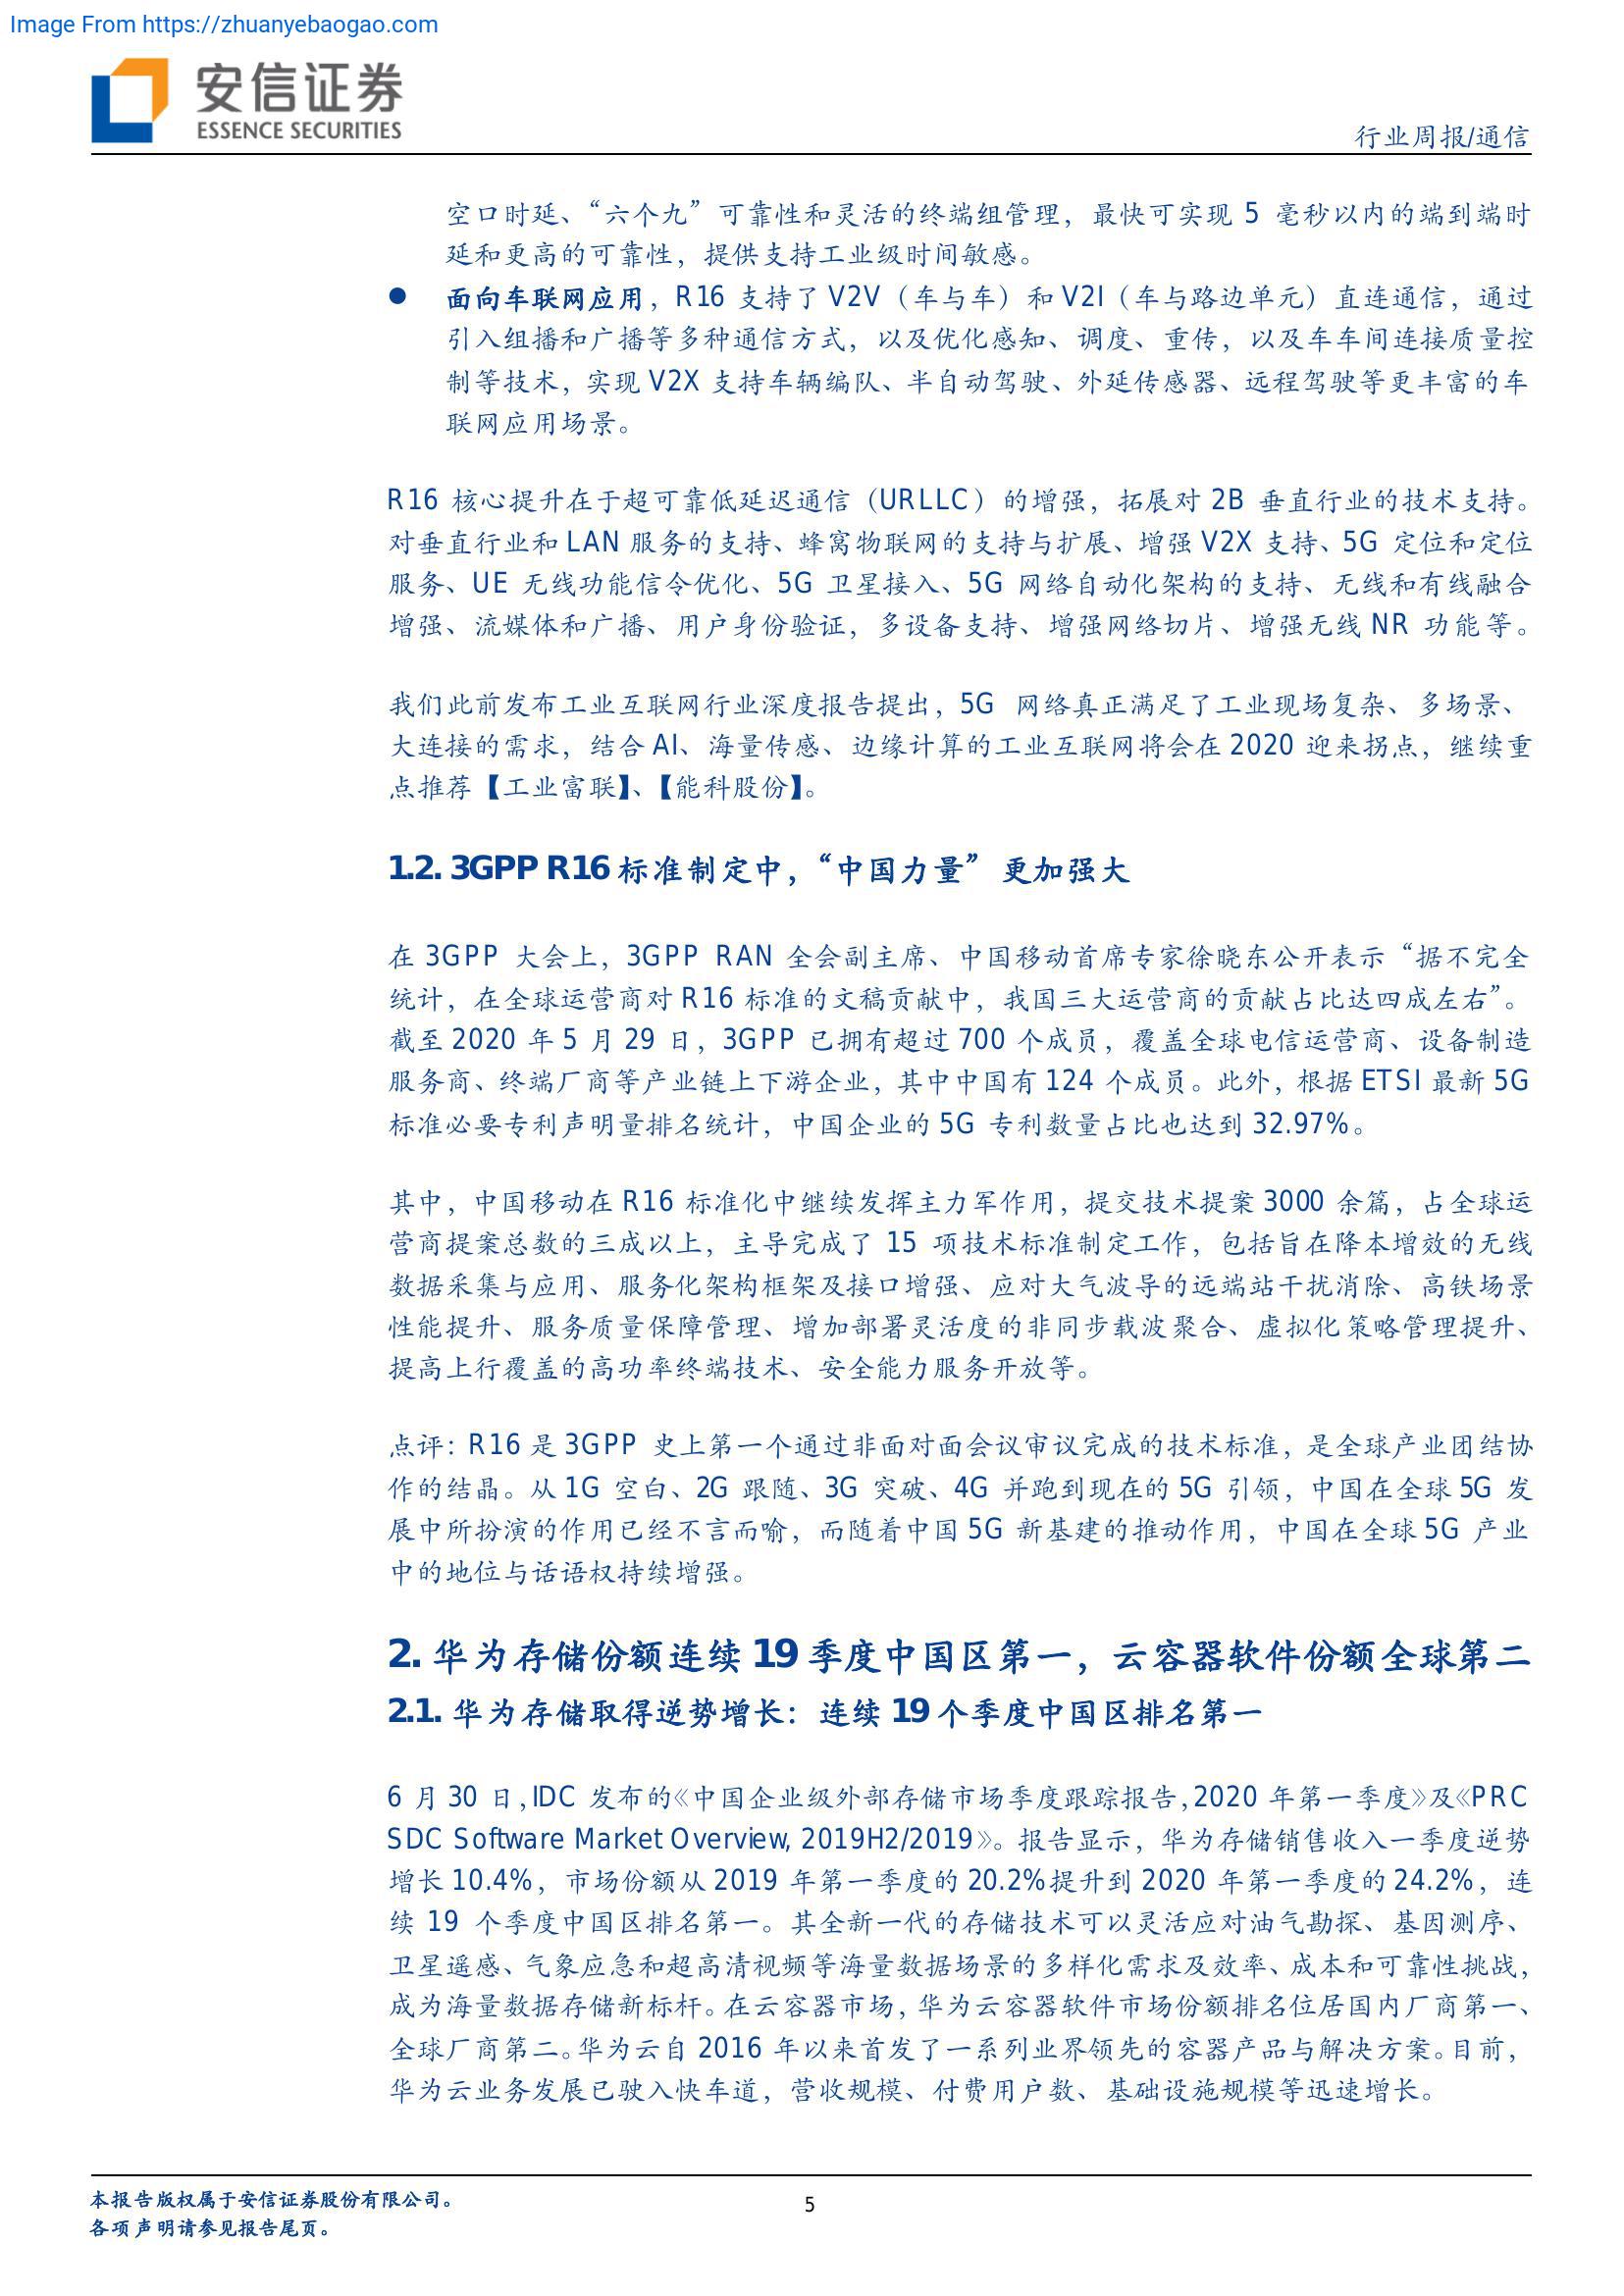 Image From https://zhuanyebaogao.com
安信证券
ESSENCE SECURITIES
行业周报/通信
空口时延、“六个九”可靠性和灵活的终端组管理，最快可实现 5 毫秒以内的端到端时
延和更高的可靠性，提供支持工业级时间敏感。
● 面向车联网应用，R16 支持了 V2V（车与车）和 V2I（车与路边单元）直连通信，通过
引入组播和广播等多种通信方式，以及优化感知、调度、重传，以及车车间连接质量控
制等技术，实现 V2X 支持车辆编队、半自动驾驶、外延传感器、远程驾驶等更丰富的车
联网应用场景。
R16 核心提升在于超可靠低延迟通信（URLLC）的增强，拓展对 2B 垂直行业的技术支持。
对垂直行业和 LAN 服务的支持、蜂窝物联网的支持与扩展、增强 V2X 支持、5G 定位和定位
服务、UE 无线功能信令优化、5G 卫星接入、5G 网络自动化架构的支持、无线和有线融合
增强、流媒体和广播、用户身份验证，多设备支持、增强网络切片、增强无线 NR 功能等。
我们此前发布工业互联网行业深度报告提出，5G 网络真正满足了工业现场复杂、多场景、
大连接的需求，结合 AI、海量传感、边缘计算的工业互联网将会在 2020 迎来拐点，继续重
点推荐【工业富联】、【能科股份】。
1.2. 3GPP R16 标准制定中，“中国力量”更加强大
在 3GPP 大会上，3GPP RAN 全会副主席、中国移动首席专家徐晓东公开表示“据不完全
统计，在全球运营商对 R16 标准的文稿贡献中，我国三大运营商的贡献占比达四成左右”。
截至 2020 年 5 月 29 日，3GPP 已拥有超过 700 个成员，覆盖全球电信运营商、设备制造
服务商、终端厂商等产业链上下游企业，其中中国有 124 个成员。此外，根据 ETSI 最新 5G
标准必要专利声明量排名统计，中国企业的 5G 专利数量占比也达到 32.97%。
其中，中国移动在 R16 标准化中继续发挥主力军作用，提交技术提案 3000 余篇，占全球运
营商提案总数的三成以上，主导完成了 15 项技术标准制定工作，包括旨在降本增效的无线
数据采集与应用、服务化架构框架及接口增强、应对大气波导的远端站干扰消除、高铁场景
性能提升、服务质量保障管理、增加部署灵活度的非同步载波聚合、虚拟化策略管理提升、
提高上行覆盖的高功率终端技术、安全能力服务开放等。
点评：R16 是 3GPP 史上第一个通过非面对面会议审议完成的技术标准，是全球产业团结协
作的结晶。从 1G 空白、2G 跟随、3G 突破、4G 并跑到现在的 5G 引领，中国在全球 5G 发
展中所扮演的作用已经不言而喻，而随着中国 5G 新基建的推动作用，中国在全球 5G 产业
中的地位与话语权持续增强。
2. 华为存储份额连续 19 季度中国区第一，云容器软件份额全球第二
2.1. 华为存储取得逆势增长：连续 19 个季度中国区排名第一
6 月 30 日，IDC 发布的《中国企业级外部存储市场季度跟踪报告，2020 年第一季度》及《PRC
SDC Software Market Overview, 2019H2/2019》。报告显示，华为存储销售收入一季度逆势
增长 10.4%，市场份额从 2019 年第一季度的 20.2%提升到 2020 年第一季度的 24.2%，连
续 19 个季度中国区排名第一。其全新一代的存储技术可以灵活应对油气勘探、基因测序、
卫星遥感、气象应急和超高清视频等海量数据场景的多样化需求及效率、成本和可靠性挑战，
成为海量数据存储新标杆。在云容器市场，华为云容器软件市场份额排名位居国内厂商第一、
全球厂商第二。华为云自 2016 年以来首发了一系列业界领先的容器产品与解决方案。目前，
华为云业务发展已驶入快车道，营收规模、付费用户数、基础设施规模等迅速增长。
本报告版权属于安信证券股份有限公司。
各项声明请参见报告尾页。
5